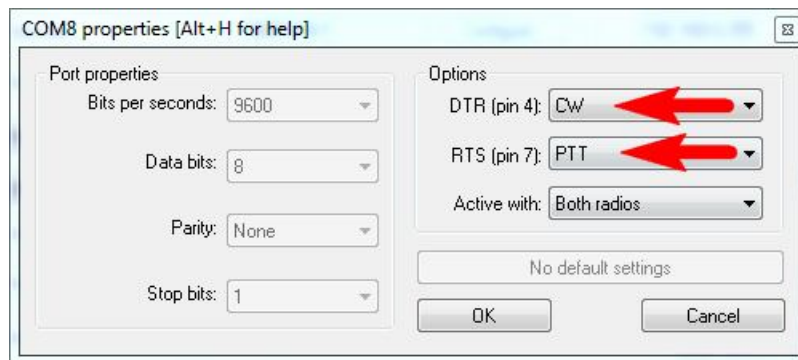 COM8 properties [Alt+H for help]
Port properties
Bits per seconds: 9600
Data bits: 8
Parity: None
Stop bits: 1
Options
DTR (pin 4): CW
RTS (pin 7): PTT
Active with: Both radios
No default settings
OK
Cancel